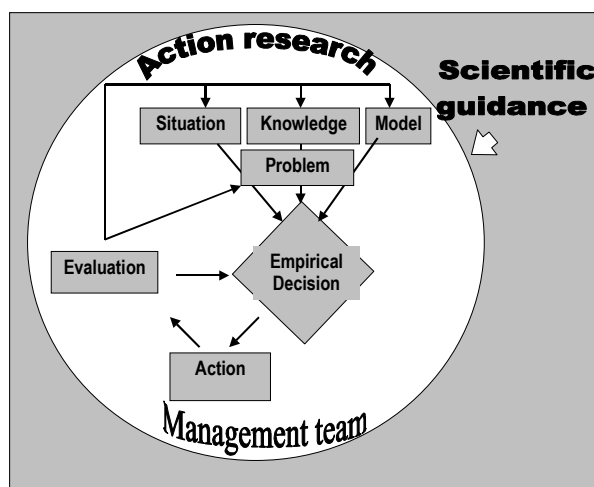 Action research
Scientific
guidance
Situation
Knowledge
Model
Problem
Evaluation
Empirical
Decision
Action
Management team